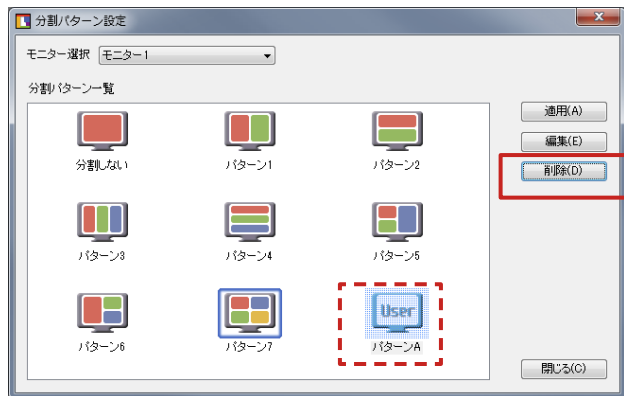 分割パターン設定
モニター選択 モニター1
分割パターン一覧
分割しない パターン1 パターン2
パターン3 パターン4 パターン5
User
パターン6 パターン7 パターンA
適用(A)
編集(E)
削除(D)
閉じる(C)